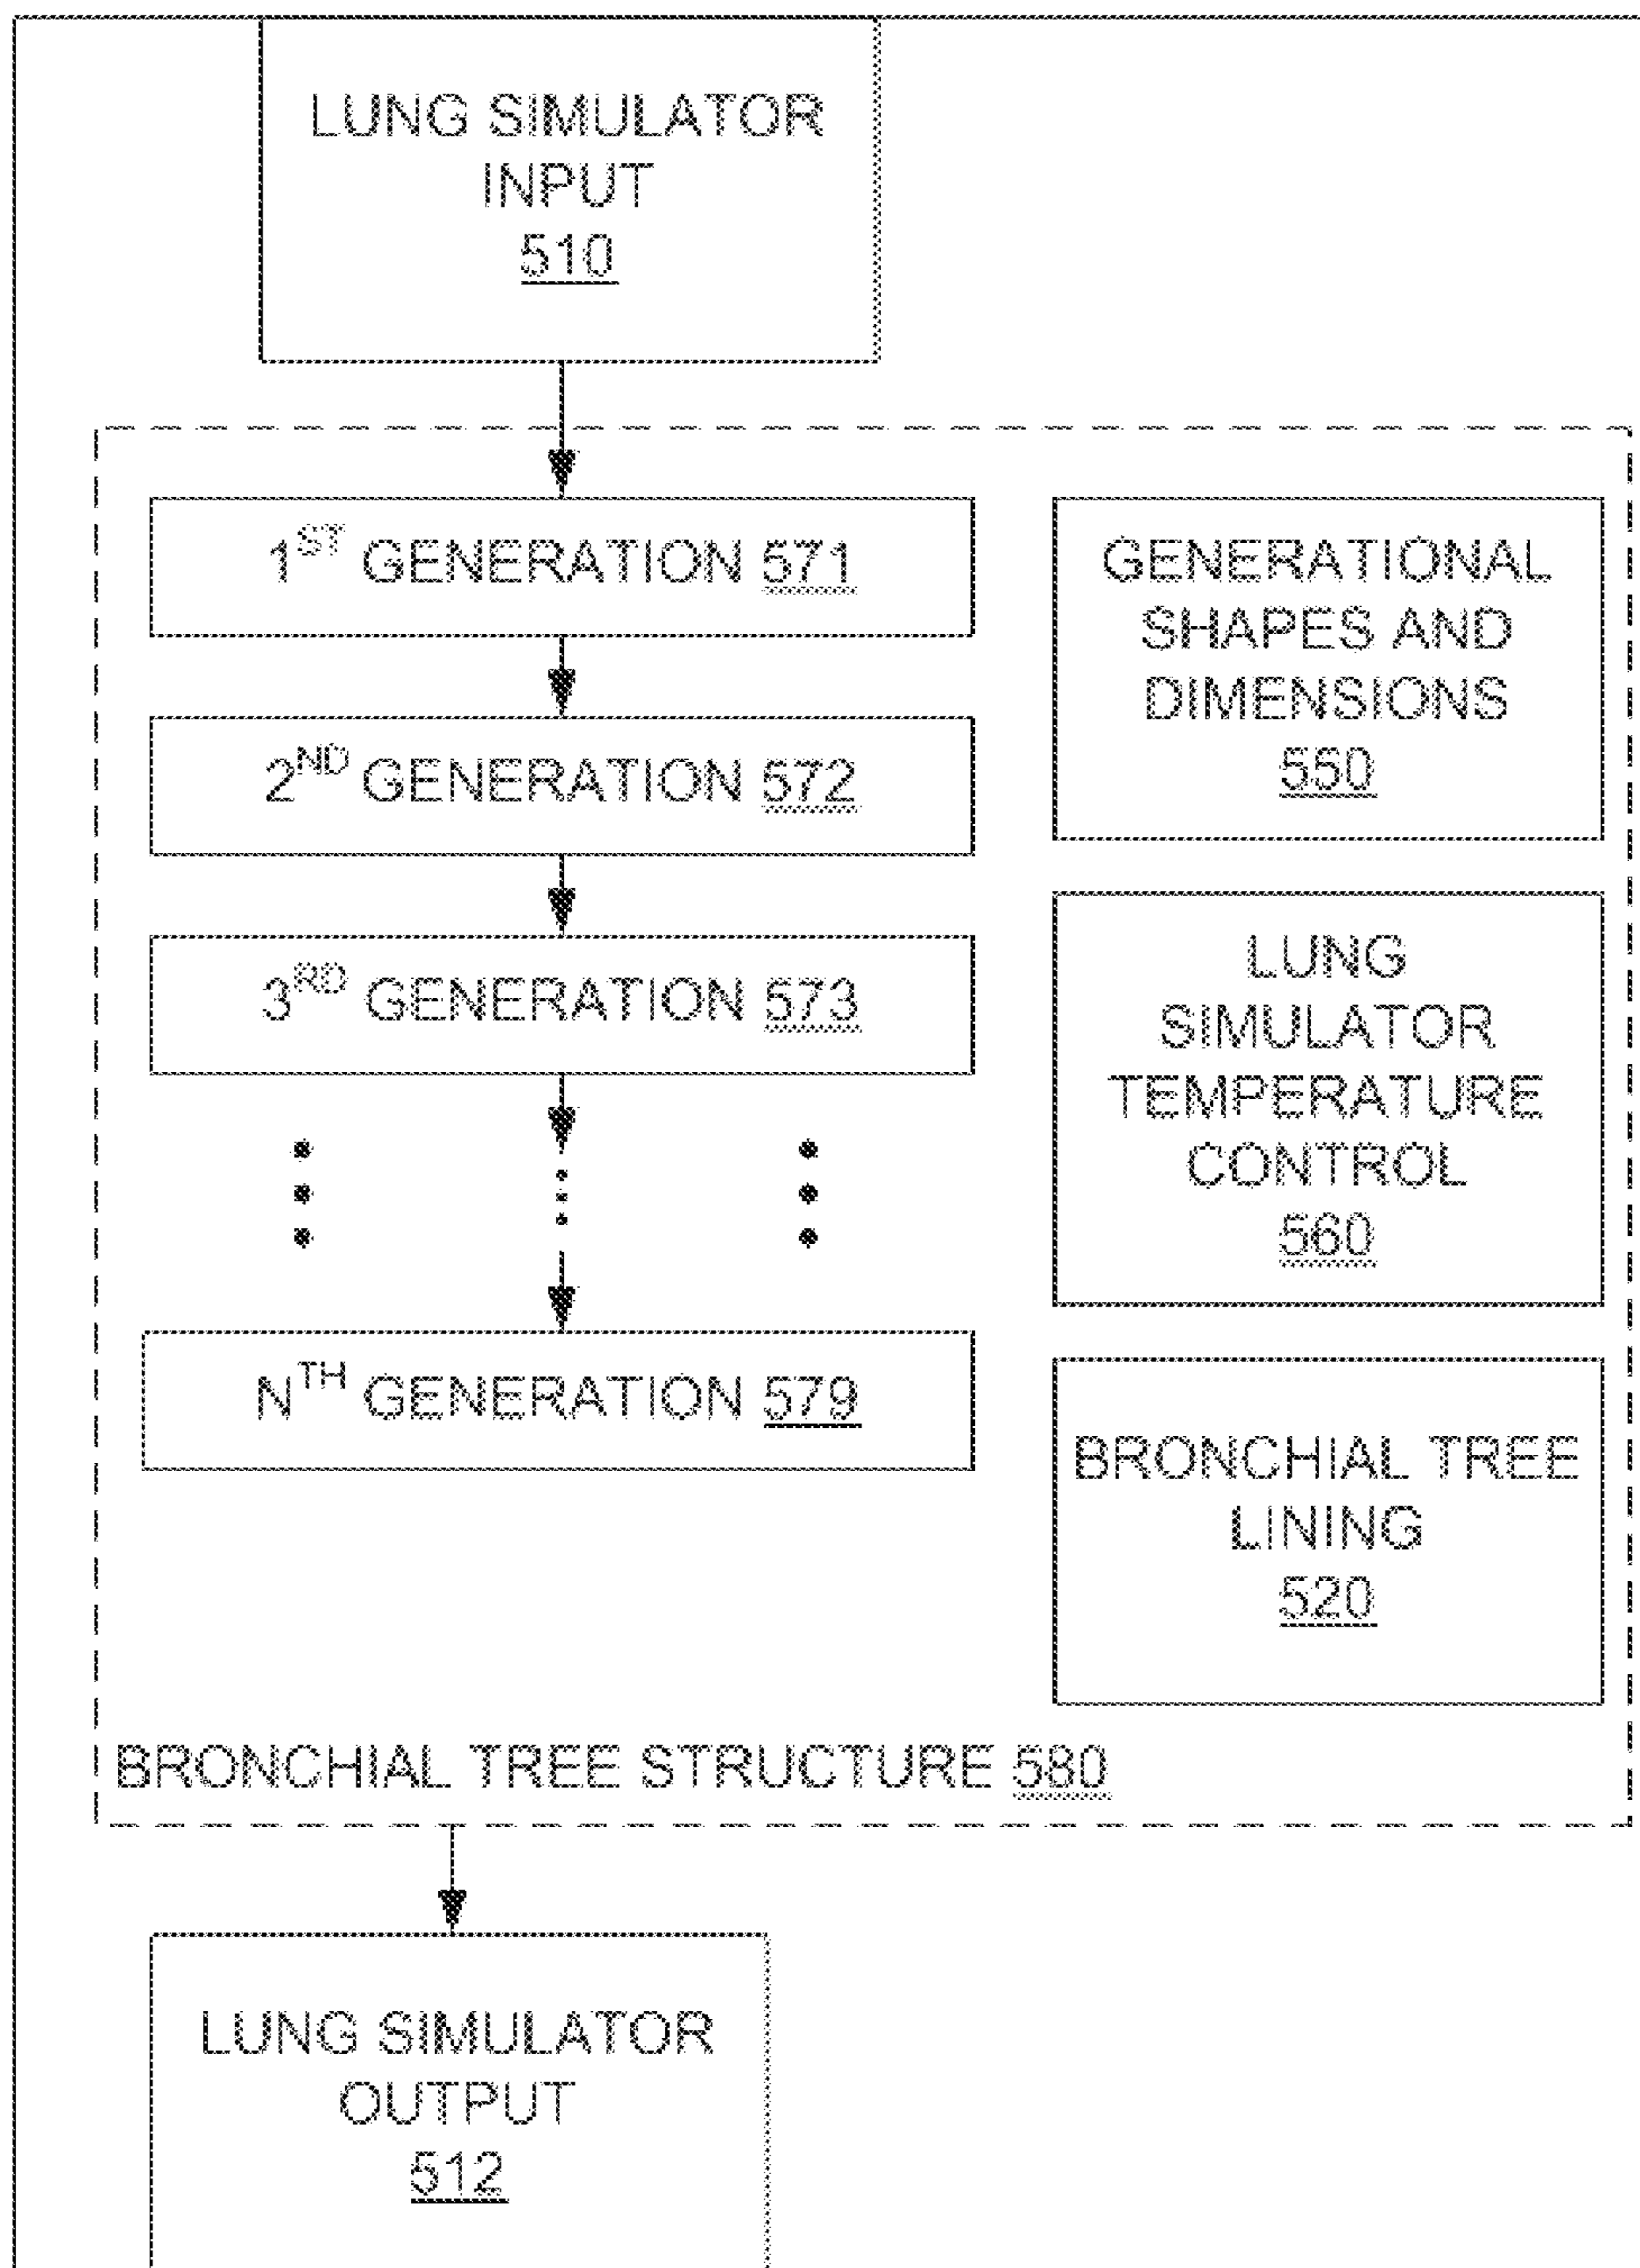 LUNG SIMULATOR
INPUT
510
1ST GENERATION 571
2ND GENERATION 572
3RD GENERATION 573
NTH GENERATION 579
GENERATIONAL
SHAPES AND
DIMENSIONS
550
LUNG
SIMULATOR
TEMPERATURE
CONTROL
560
BRONCHIAL TREE
LINING
520
BRONCHIAL TREE STRUCTURE 580
LUNG SIMULATOR
OUTPUT
512